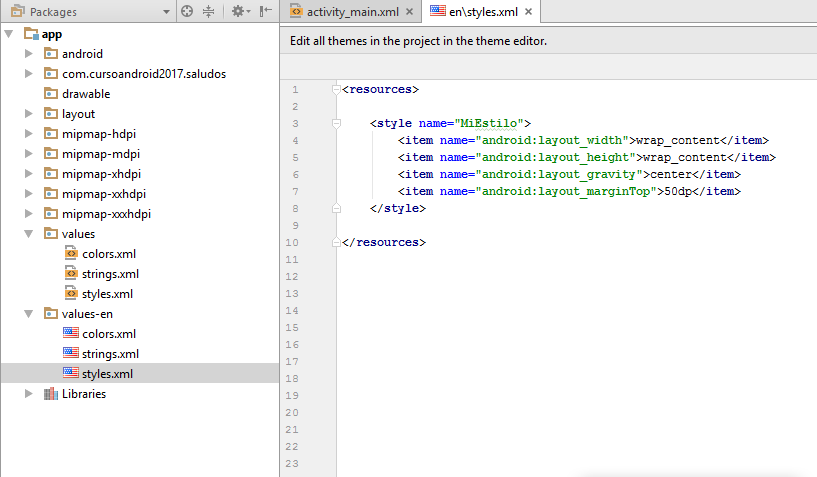 Packages
activity_main.xml
en\styles.xml
app
android
com.cursoandroid2017.saludos
drawable
layout
mipmap-hdpi
mipmap-mdpi
mipmap-xhdpi
mipmap-xxhdpi
mipmap-xxxhdpi
values
colors.xml
strings.xml
styles.xml
values-en
colors.xml
strings.xml
styles.xml
Libraries
Edit all themes in the project in the theme editor.
1 <resources>
2
3 <style name="MiEstilo">
4 <item name="android:layout_width">wrap_content</item>
5 <item name="android:layout_height">wrap_content</item>
6 <item name="android:layout_gravity">center</item>
7 <item name="android:layout_marginTop">50dp</item>
8 </style>
9
10 </resources>
11
12
13
14
15
16
17
18
19
20
21
22
23